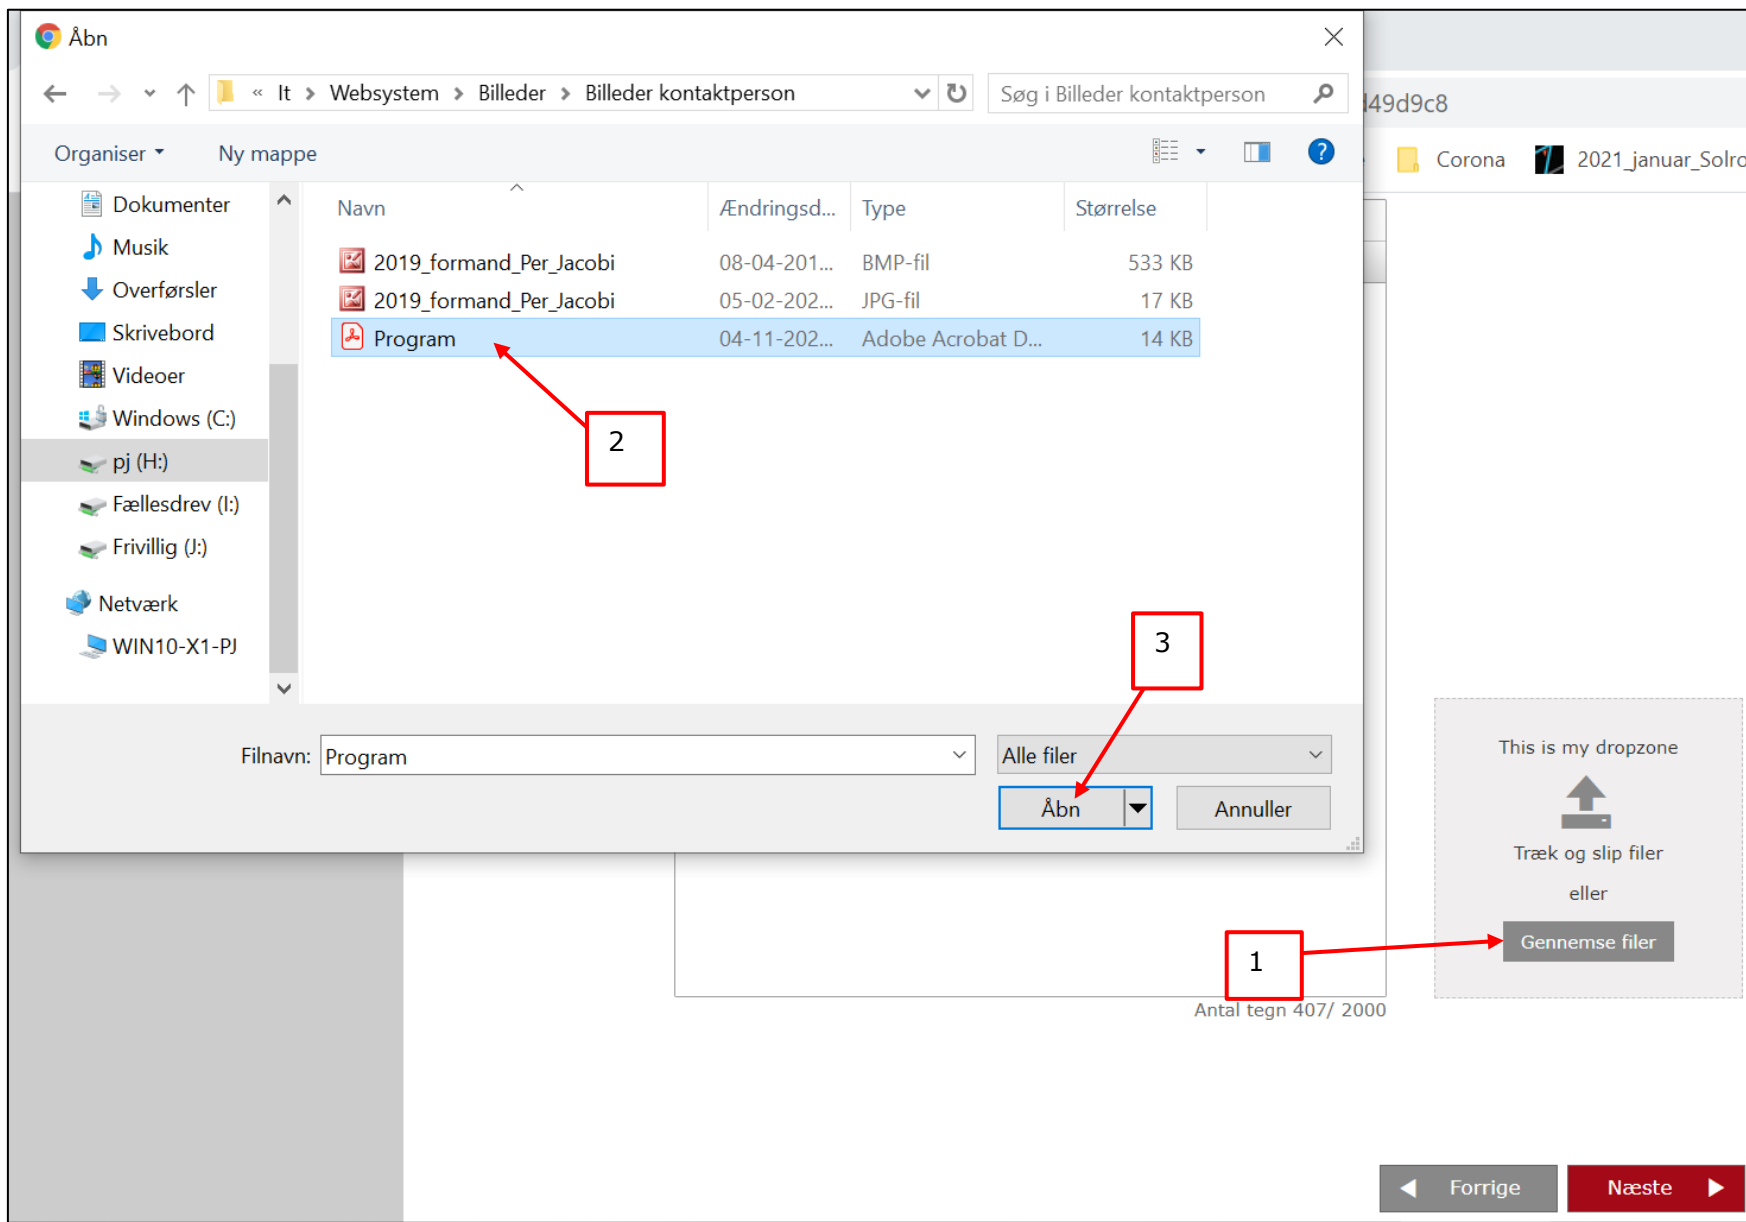 Åbn
« It > Websystem > Billeder > Billeder kontaktperson
Søg i Billeder kontaktperson
49d9c8
Organiser
Ny mappe
Corona
2021_januar_Solro
Dokumenter
Musik
Overførsler
Skrivebord
Videoer
Windows (C:)
pj (H:)
Fællesdrev (I:)
Frivillig (J:)
Netværk
WIN10-X1-PJ
Navn Ændringsd... Type Størrelse
2019_formand_Per_Jacobi 08-04-201... BMP-fil 533 KB
2019_formand_Per_Jacobi 05-02-202... JPG-fil 17 KB
Program 04-11-202... Adobe Acrobat D... 14 KB
2
3
Filnavn: Program
Alle filer
Åbn
Annuller
This is my dropzone
Træk og slip filer
eller
Gennemse filer
1
Antal tegn 407/ 2000
Forrige
Næste